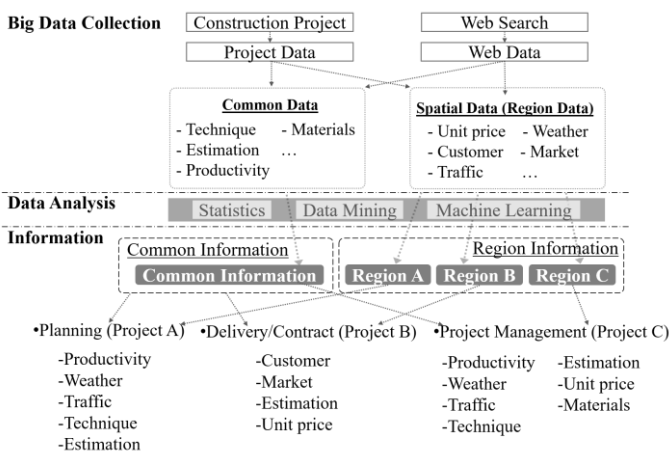 Big Data Collection
Construction Project
Web Search
Project Data
Web Data
Common Data
- Technique
- Materials
- Estimation
…
- Productivity
Spatial Data (Region Data)
- Unit price
- Weather
- Customer
- Market
- Traffic
…
Data Analysis
Statistics
Data Mining
Machine Learning
Information
Common Information
Region Information
Common Information
Region A
Region B
Region C
•Planning (Project A)
-Productivity
-Weather
-Traffic
-Technique
-Estimation
•Delivery/Contract (Project B)
-Customer
-Market
-Estimation
-Unit price
•Project Management (Project C)
-Productivity
-Weather
-Traffic
-Technique
-Estimation
-Unit price
-Materials